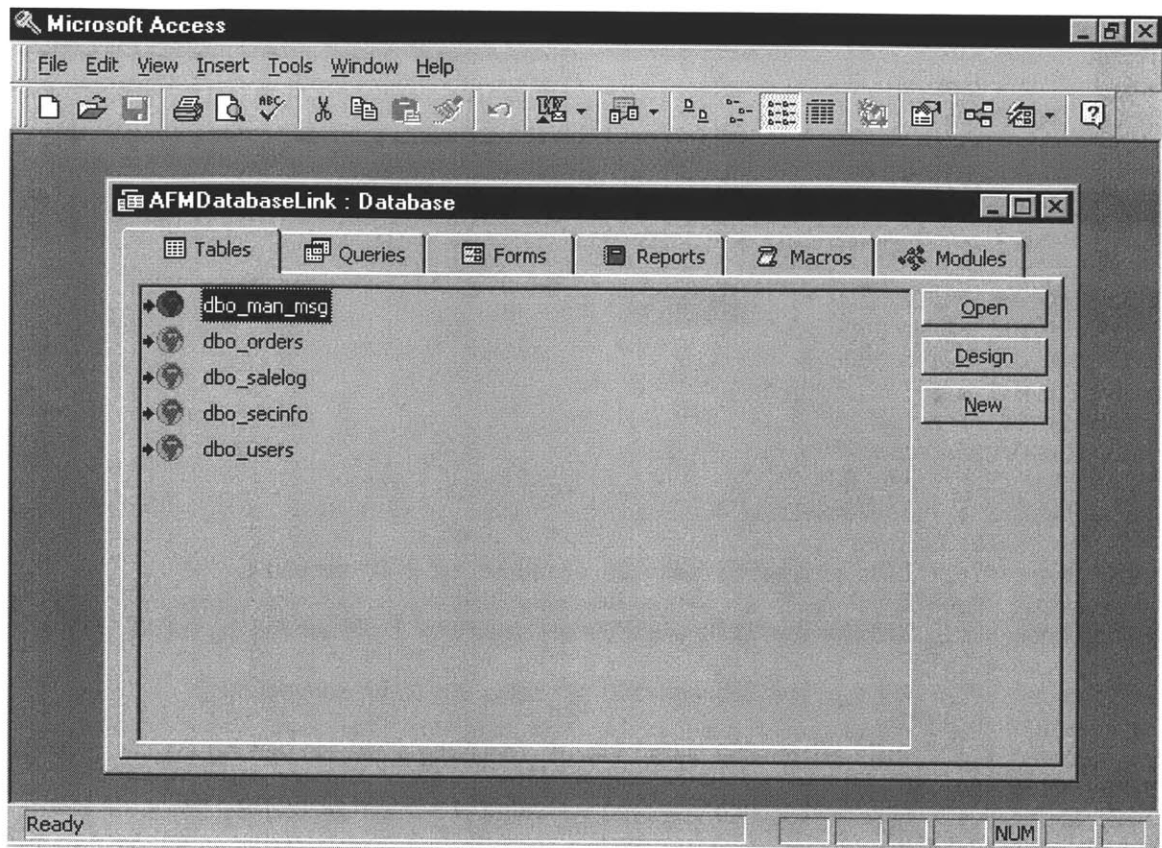 Microsoft Access
File Edit View Insert Tools Window Help
ABC
AFMDatabaseLink : Database
Tables Queries Forms Reports Macros Modules
dbo_man_msg
dbo_orders
dbo_salelog
dbo_secinfo
dbo_users
Open
Design
New
Ready
NUM